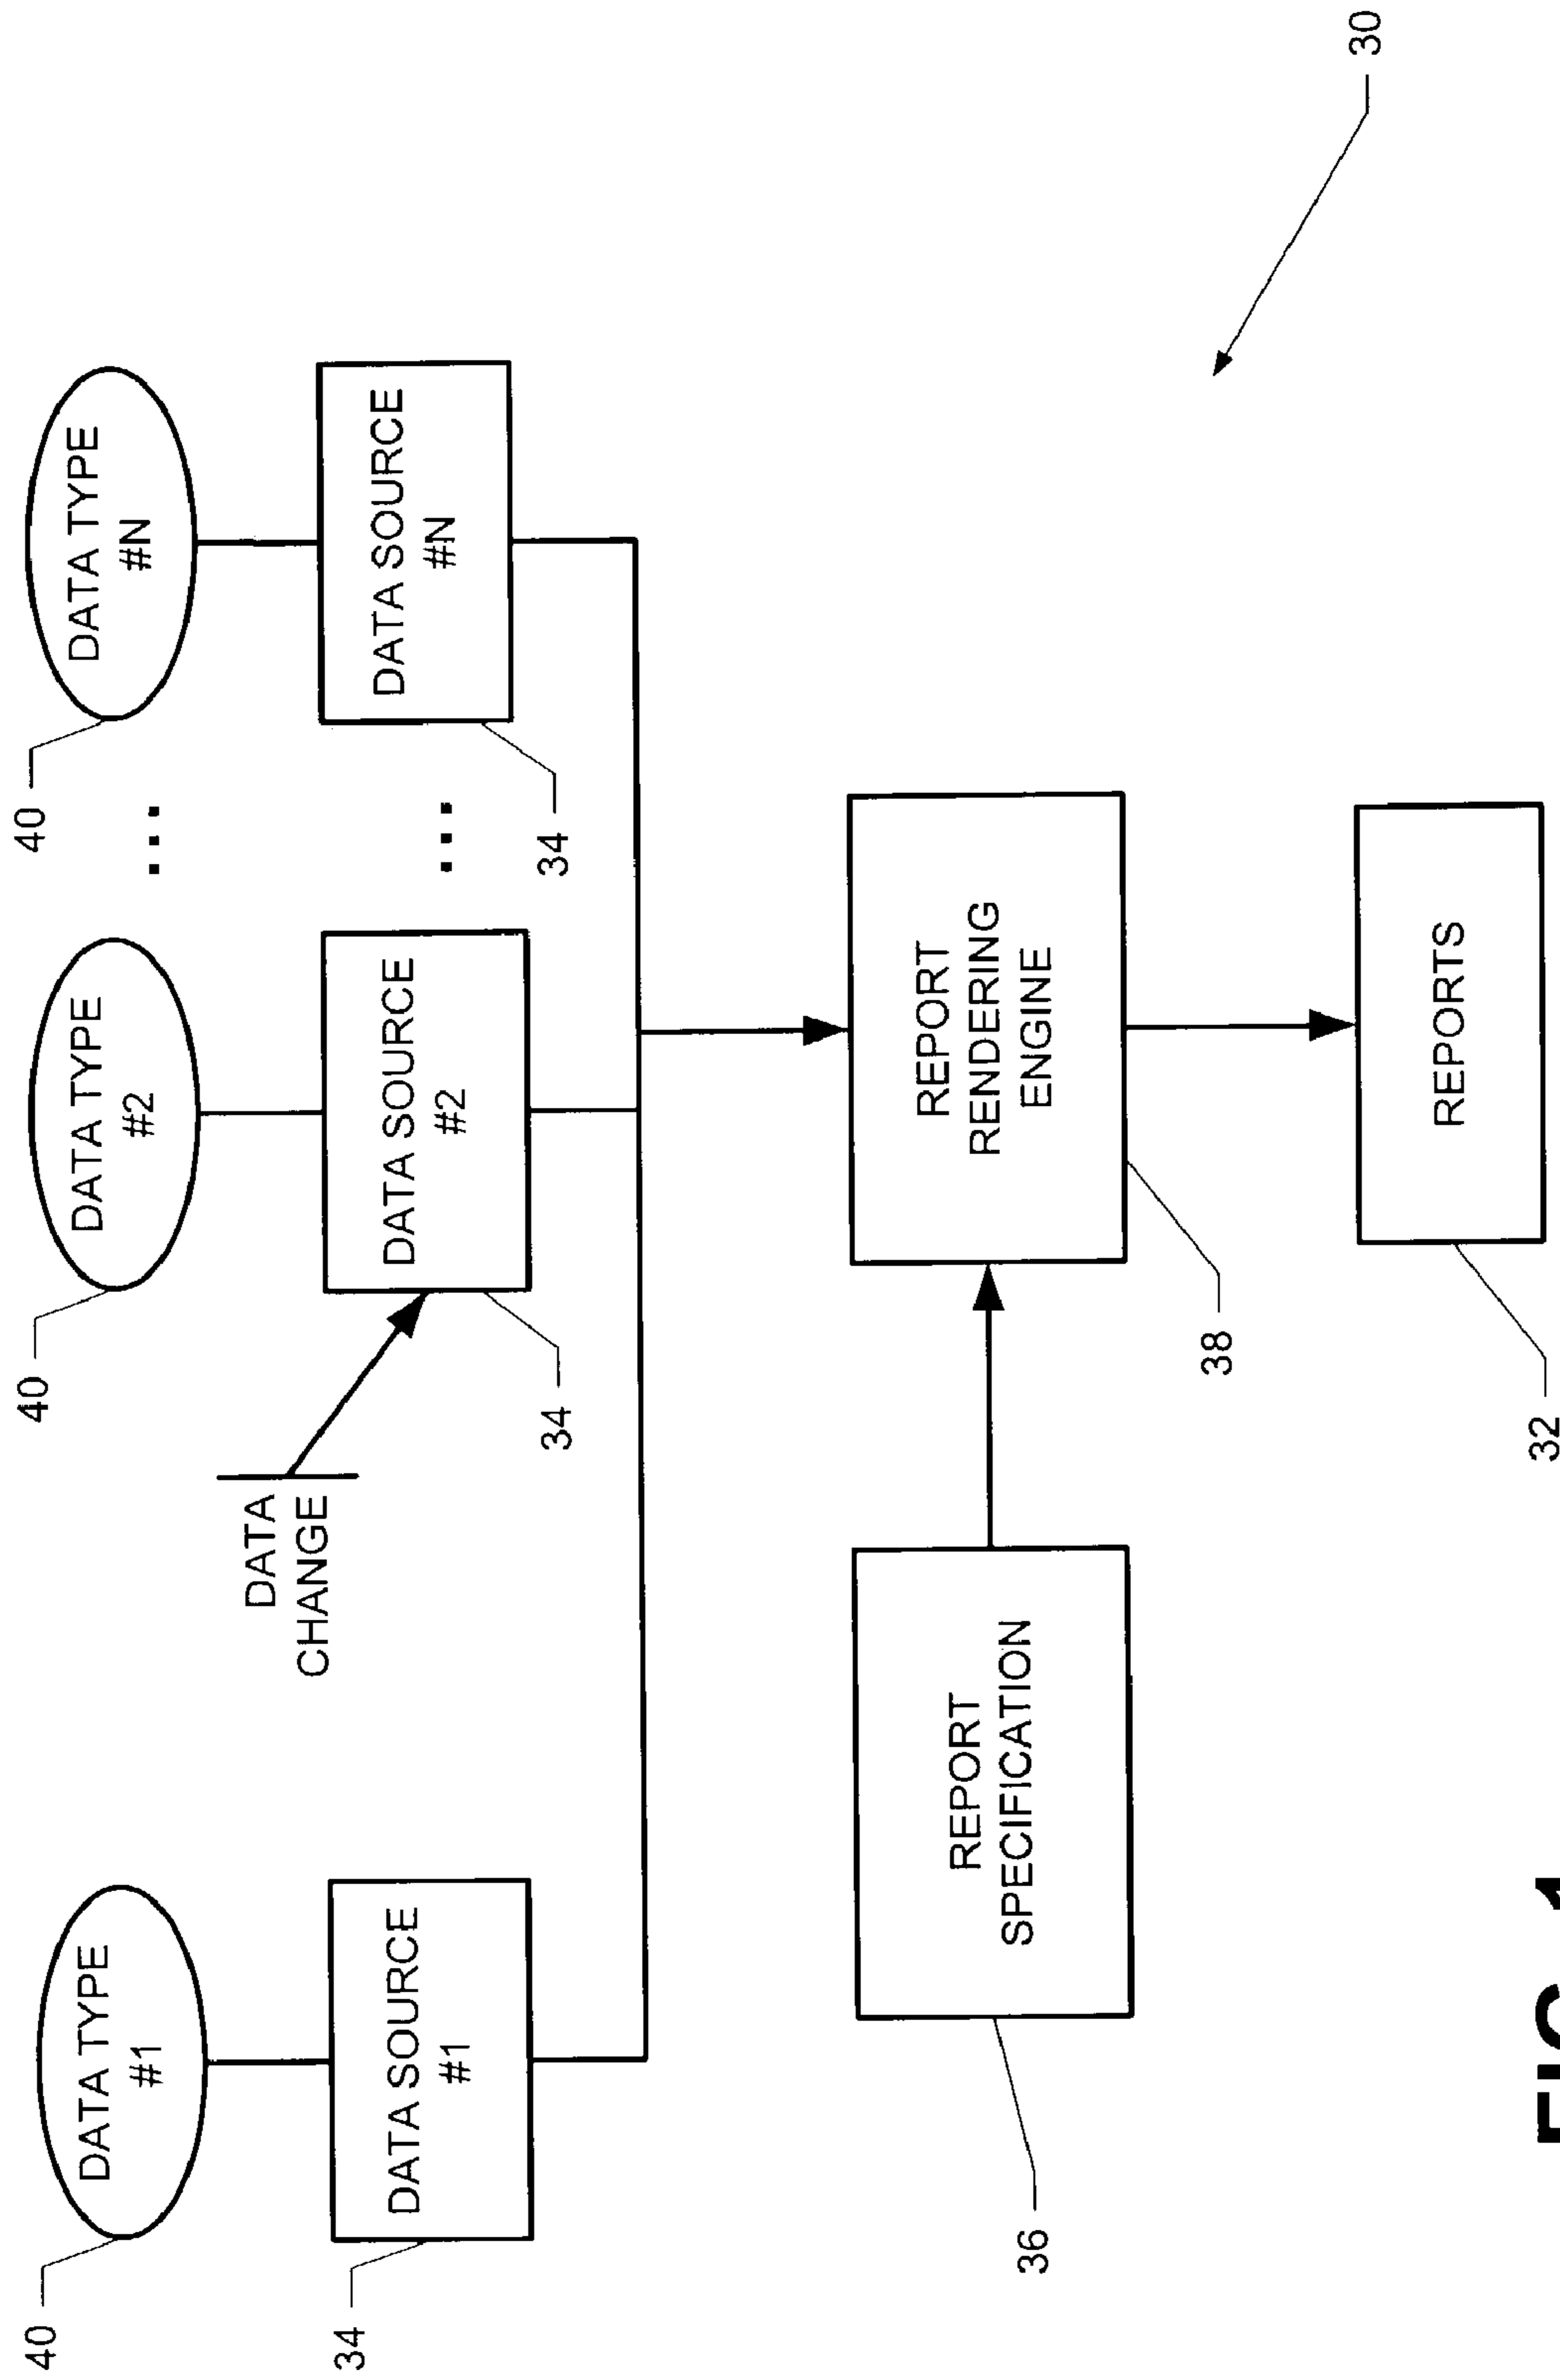 40
DATA TYPE
#1
40
DATA TYPE
#2
40
DATA TYPE
#N
...
34
DATA SOURCE
#1
DATA
CHANGE
34
DATA SOURCE
#2
34
DATA SOURCE
#N
...
36
REPORT
SPECIFICATION
38
REPORT
RENDERING
ENGINE
30
32
REPORTS